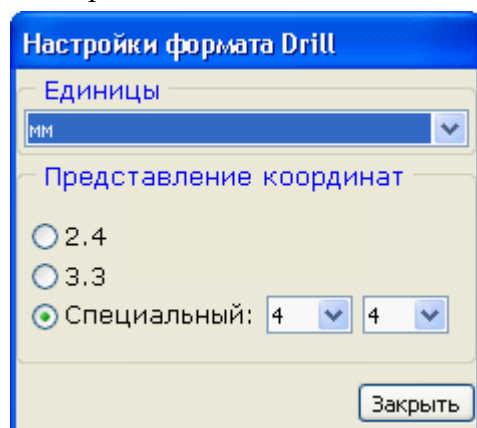 Настройки формата Drill
Единицы
мм
Представление координат
2.4
3.3
Специальный: 4 4
Закрыть